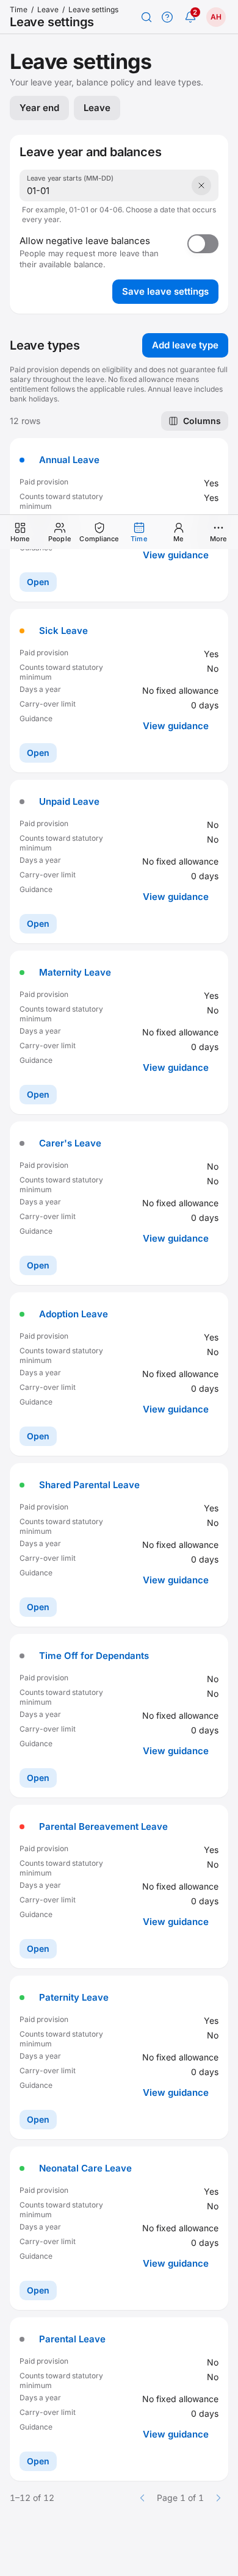 Time / Leave / Leave settings
Leave settings
2
AH
Leave settings
Your leave year, balance policy and leave types.
Year end
Leave
Leave year and balances
Leave year starts (MM-DD)
01-01
For example, 01-01 or 04-06. Choose a date that occurs
every year.
Allow negative leave balances
People may request more leave than
their available balance.
Save leave settings
Leave types
Add leave type
Paid provision depends on eligibility and does not guarantee full
salary throughout the leave. No fixed allowance means
entitlement follows the applicable rules. Annual leave includes
bank holidays.
12 rows
Columns
Annual Leave
Paid provision
Yes
Counts toward statutory
minimum
Yes
Home
People
Compliance
Time
Me
More
View guidance
Open
Sick Leave
Paid provision
Yes
Counts toward statutory
minimum
No
Days a year
No fixed allowance
Carry-over limit
0 days
Guidance
View guidance
Open
Unpaid Leave
Paid provision
No
Counts toward statutory
minimum
No
Days a year
No fixed allowance
Carry-over limit
0 days
Guidance
View guidance
Open
Maternity Leave
Paid provision
Yes
Counts toward statutory
minimum
No
Days a year
No fixed allowance
Carry-over limit
0 days
Guidance
View guidance
Open
Carer's Leave
Paid provision
No
Counts toward statutory
minimum
No
Days a year
No fixed allowance
Carry-over limit
0 days
Guidance
View guidance
Open
Adoption Leave
Paid provision
Yes
Counts toward statutory
minimum
No
Days a year
No fixed allowance
Carry-over limit
0 days
Guidance
View guidance
Open
Shared Parental Leave
Paid provision
Yes
Counts toward statutory
minimum
No
Days a year
No fixed allowance
Carry-over limit
0 days
Guidance
View guidance
Open
Time Off for Dependants
Paid provision
No
Counts toward statutory
minimum
No
Days a year
No fixed allowance
Carry-over limit
0 days
Guidance
View guidance
Open
Parental Bereavement Leave
Paid provision
Yes
Counts toward statutory
minimum
No
Days a year
No fixed allowance
Carry-over limit
0 days
Guidance
View guidance
Open
Paternity Leave
Paid provision
Yes
Counts toward statutory
minimum
No
Days a year
No fixed allowance
Carry-over limit
0 days
Guidance
View guidance
Open
Neonatal Care Leave
Paid provision
Yes
Counts toward statutory
minimum
No
Days a year
No fixed allowance
Carry-over limit
0 days
Guidance
View guidance
Open
Parental Leave
Paid provision
No
Counts toward statutory
minimum
No
Days a year
No fixed allowance
Carry-over limit
0 days
Guidance
View guidance
Open
1–12 of 12
Page 1 of 1